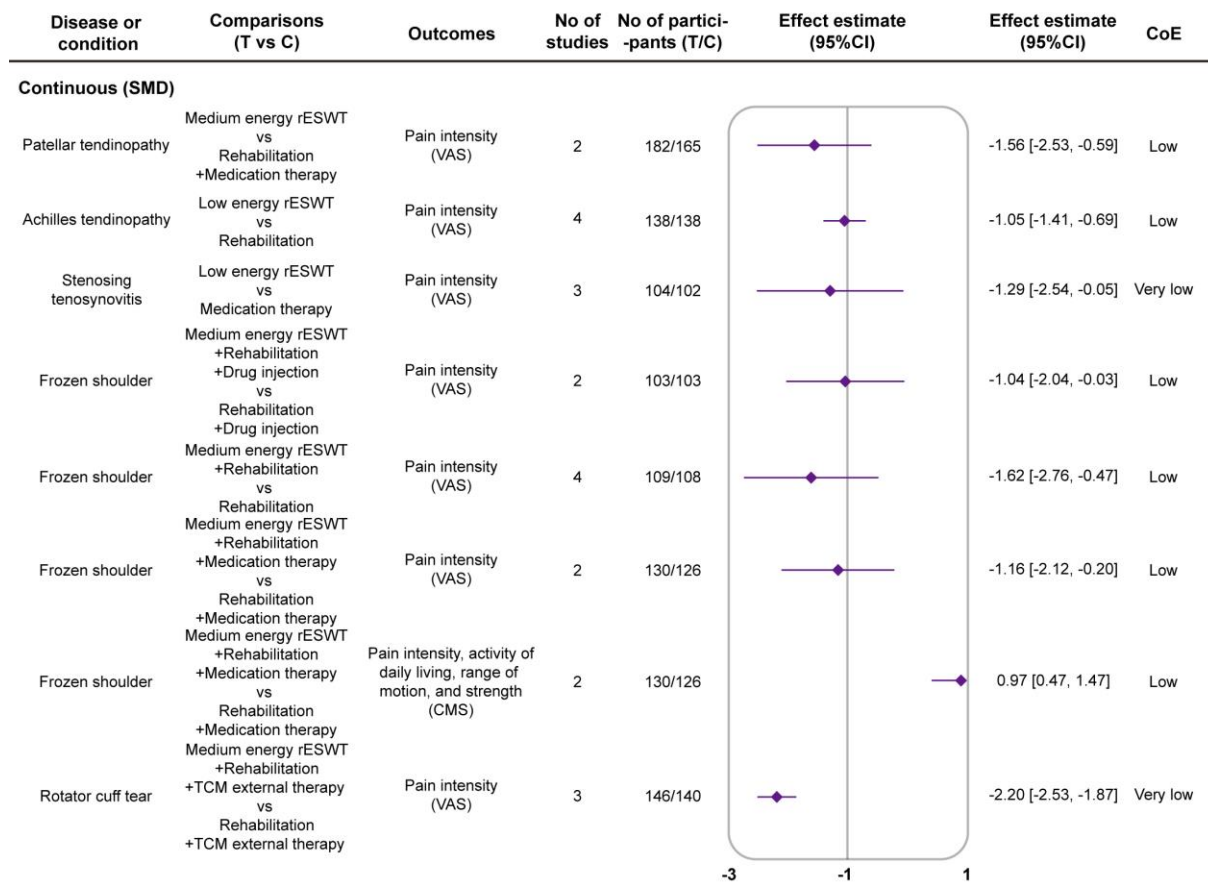 Disease or condition
Comparisons (T vs C)
Outcomes
No of studies
No of partici--pants (T/C)
Effect estimate (95%CI)
Effect estimate (95%CI)
CoE
Continuous (SMD)
Patellar tendinopathy
Medium energy rESWT
vs
Rehabilitation
+Medication therapy
Pain intensity
(VAS)
2
182/165
-1.56 [-2.53, -0.59]
Low
Achilles tendinopathy
Low energy rESWT
vs
Rehabilitation
Pain intensity
(VAS)
4
138/138
-1.05 [-1.41, -0.69]
Low
Stenosing
tenosynovitis
Low energy rESWT
vs
Medication therapy
Pain intensity
(VAS)
3
104/102
-1.29 [-2.54, -0.05]
Very low
Frozen shoulder
Medium energy rESWT
+Rehabilitation
+Drug injection
vs
Rehabilitation
+Drug injection
Pain intensity
(VAS)
2
103/103
-1.04 [-2.04, -0.03]
Low
Frozen shoulder
Medium energy rESWT
+Rehabilitation
vs
Rehabilitation
Pain intensity
(VAS)
4
109/108
-1.62 [-2.76, -0.47]
Low
Frozen shoulder
Medium energy rESWT
+Rehabilitation
+Medication therapy
vs
Rehabilitation
+Medication therapy
Pain intensity
(VAS)
2
130/126
-1.16 [-2.12, -0.20]
Low
Frozen shoulder
Medium energy rESWT
+Rehabilitation
+Medication therapy
vs
Rehabilitation
+Medication therapy
Pain intensity, activity of
daily living, range of
motion, and strength
(CMS)
2
130/126
0.97 [0.47, 1.47]
Low
Rotator cuff tear
Medium energy rESWT
+Rehabilitation
+TCM external therapy
vs
Rehabilitation
+TCM external therapy
Pain intensity
(VAS)
3
146/140
-2.20 [-2.53, -1.87]
Very low
-3 -1 1